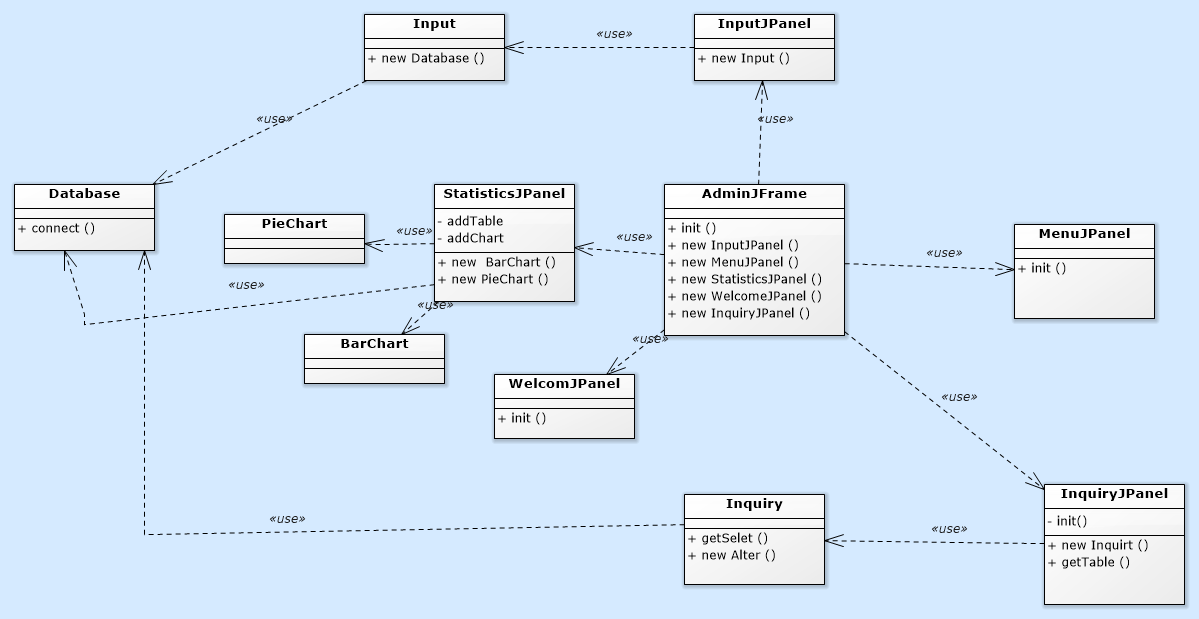 Input
+ new Database ()
«use»
InputJPanel
+ new Input ()
«use»
«use»
Database
+ connect ()
PieChart
«use»
StatisticsJPanel
- addTable
- addChart
+ new  BarChart ()
+ new PieChart ()
«use»
AdminJFrame
+ init ()
+ new InputJPanel ()
+ new MenuJPanel ()
+ new StatisticsJPanel ()
+ new WelcomeJPanel ()
+ new InquiryJPanel ()
«use»
MenuJPanel
+ init ()
«use»
«use»
BarChart
«use»
WelcomJPanel
+ init ()
«use»
«use»
Inquiry
+ getSelet ()
+ new Alter ()
«use»
InquiryJPanel
- init()
+ new Inquirt ()
+ getTable ()